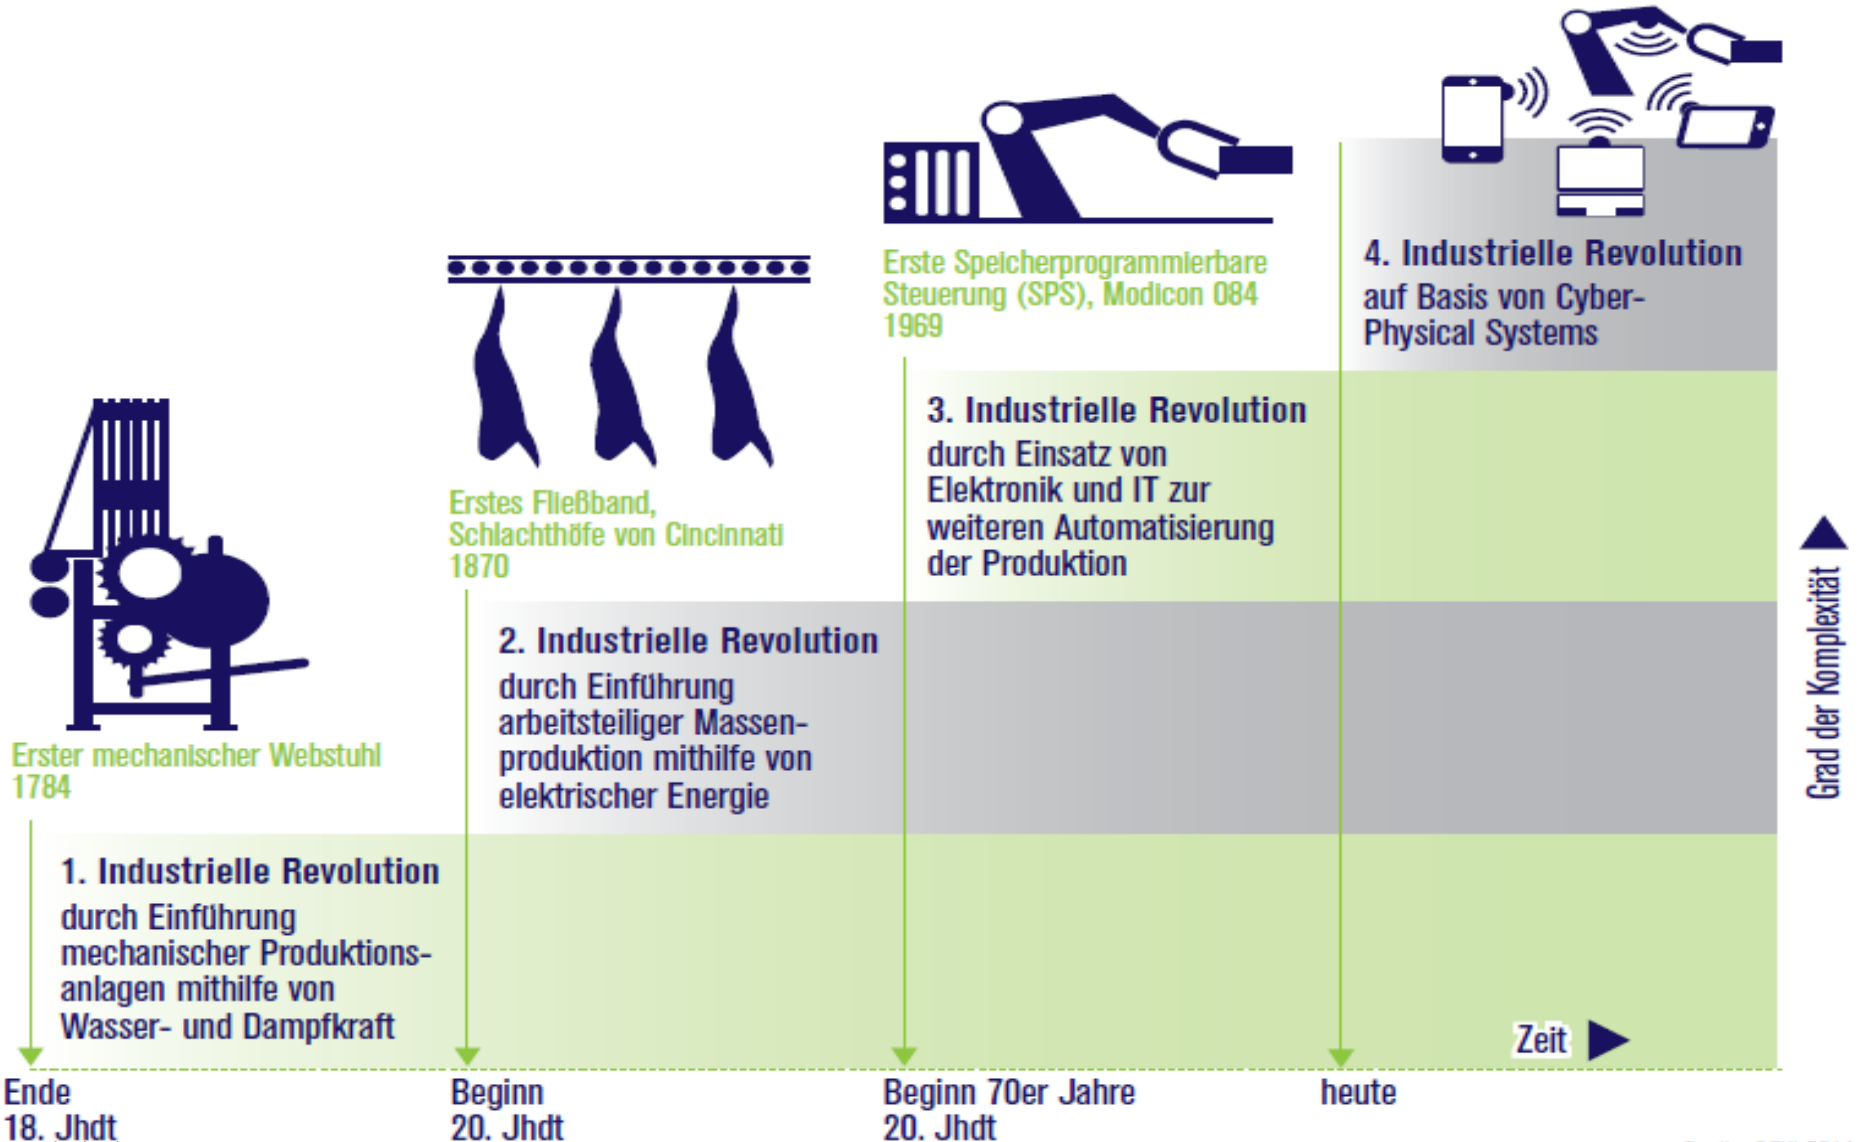 Erste Speicherprogrammierbare
Steuerung (SPS), Modicon 084
1969
4. Industrielle Revolution
auf Basis von Cyber-
Physical Systems
3. Industrielle Revolution
durch Einsatz von
Elektronik und IT zur
weiteren Automatisierung
der Produktion
Erstes Fließband,
Schlachthöfe von Cincinnati
1870
2. Industrielle Revolution
durch Einführung
arbeitsteiliger Massen-
produktion mithilfe von
elektrischer Energie
Erster mechanischer Webstuhl
1784
1. Industrielle Revolution
durch Einführung
mechanischer Produktions-
anlagen mithilfe von
Wasser- und Dampfkraft
Grad der Komplexität
Zeit
Ende
18. Jhdt
Beginn
20. Jhdt
Beginn 70er Jahre
20. Jhdt
heute